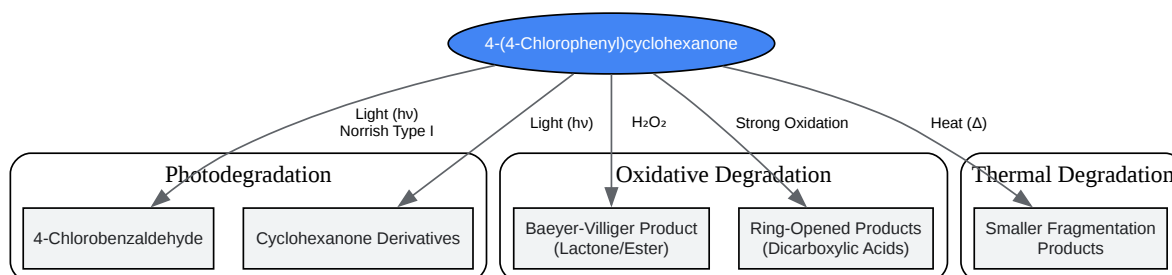 4-(4-Chlorophenyl)cyclohexanone
Light (hν)
Norrish Type I
Light (hν)
H₂O₂
Strong Oxidation
Heat (Δ)
Photodegradation
Oxidative Degradation
Thermal Degradation
4-Chlorobenzaldehyde
Cyclohexanone Derivatives
Baeyer-Villiger Product
(Lactone/Ester)
Ring-Opened Products
(Dicarboxylic Acids)
Smaller Fragmentation
Products